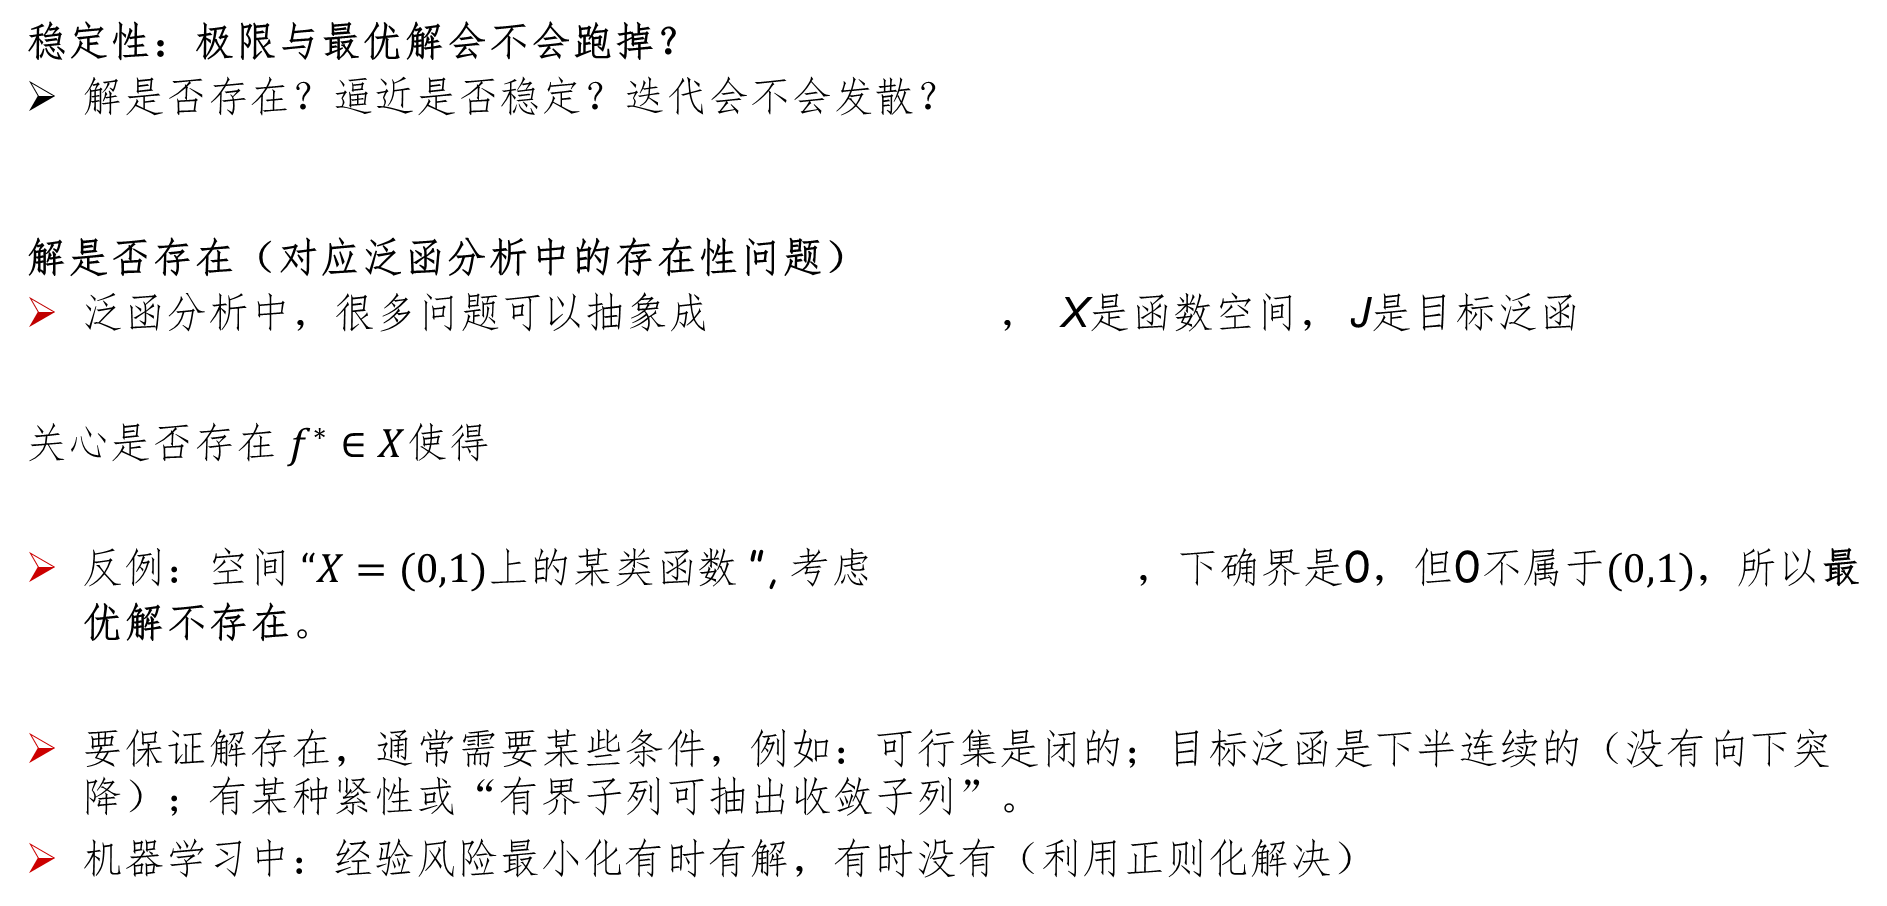 稳定性：极限与最优解会不会跑掉？
➢ 解是否存在？逼近是否稳定？迭代会不会发散？
解是否存在（对应泛函分析中的存在性问题）
➢ 泛函分析中，很多问题可以抽象成 ， X是函数空间， J是目标泛函
关心是否存在 f* ∈ X使得
➢ 反例：空间 “X = (0,1)上的某类函数 ”, 考虑 ，下确界是0，但0不属于(0,1)，所以最
优解不存在。
➢ 要保证解存在，通常需要某些条件，例如：可行集是闭的；目标泛函是下半连续的（没有向下突
降）；有某种紧性或“有界子列可抽出收敛子列”。
➢ 机器学习中：经验风险最小化有时有解，有时没有（利用正则化解决）